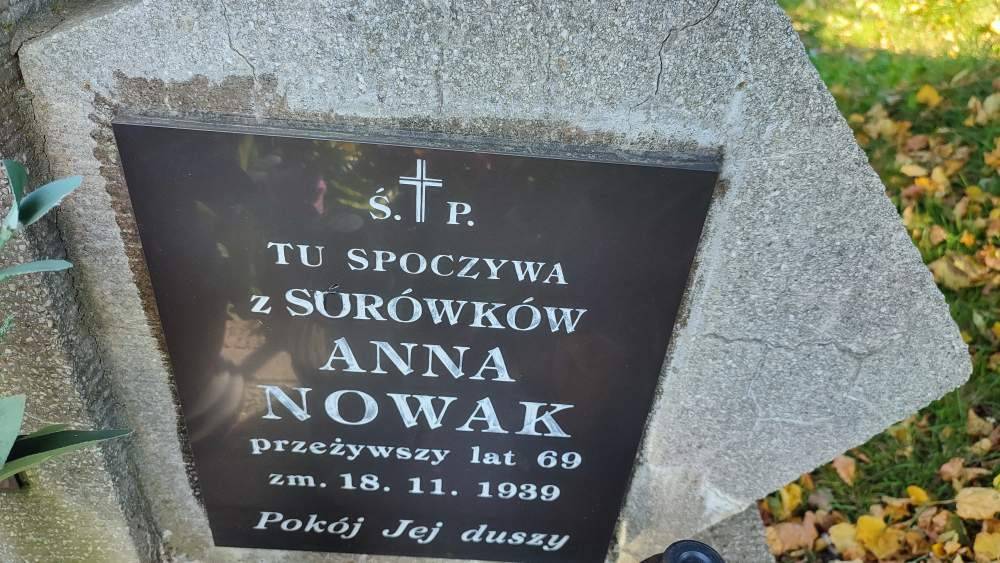 Ś. P.
TU SPOCZYWA
z SURÓWKÓW
ANNA
NOWAK
przeżywszy lat 69
zm. 18. 11. 1939
Pokój Jej duszy